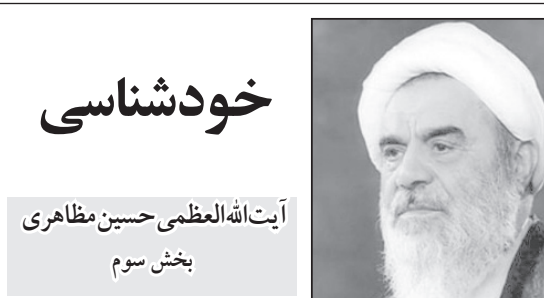 خودشناسی
آیت‌الله‌العظمی حسین مظاهری
بخش سوم